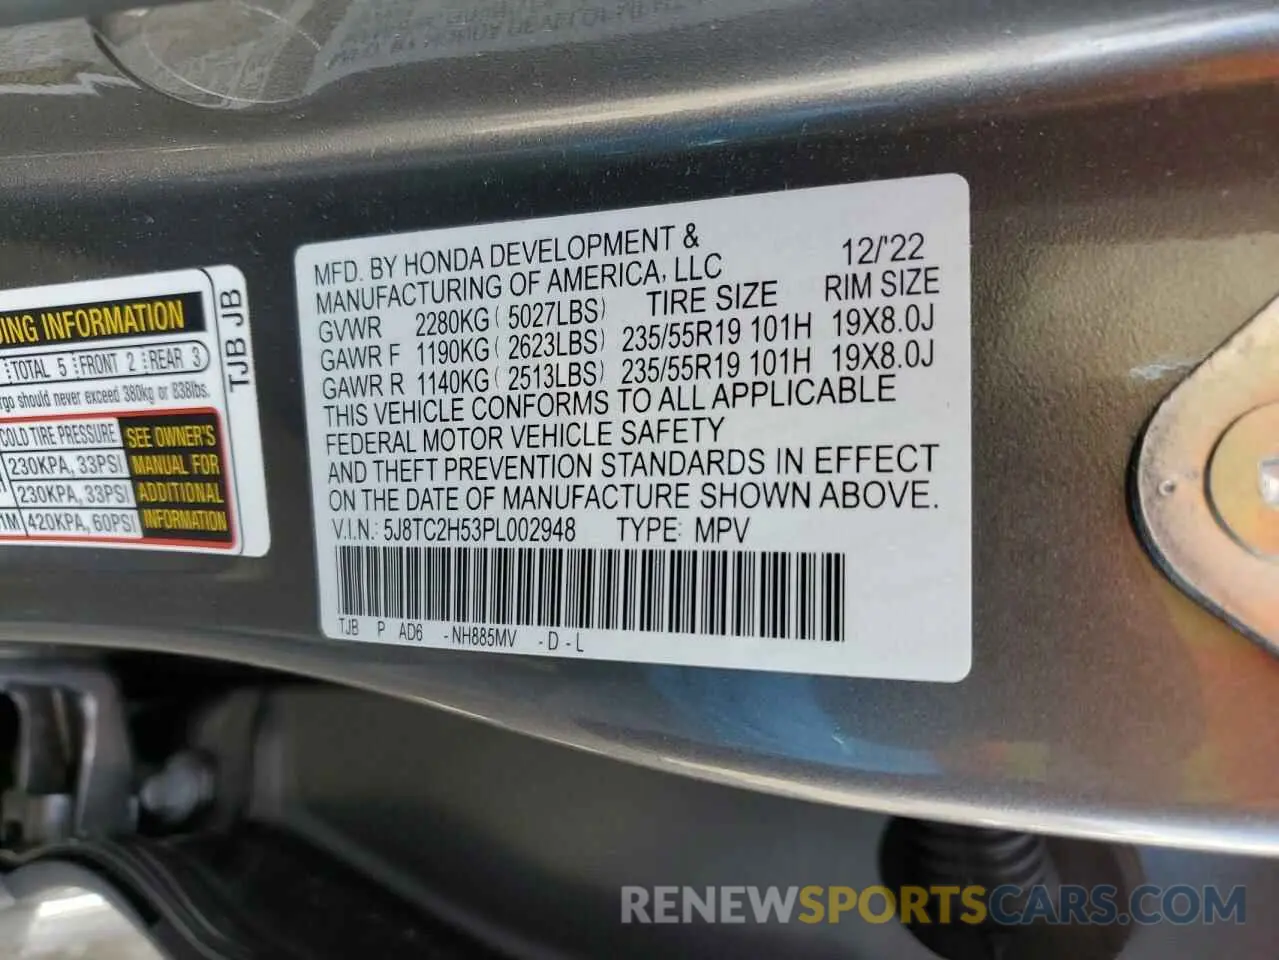 MFD. BY HONDA DEVELOPMENT &
MANUFACTURING OF AMERICA, LLC
12/'22
GVWR 2280KG( 5027LBS) TIRE SIZE RIM SIZE
GAWR F 1190KG( 2623LBS) 235/55R19 101H 19X8.0J
GAWR R 1140KG( 2513LBS) 235/55R19 101H 19X8.0J
THIS VEHICLE CONFORMS TO ALL APPLICABLE
FEDERAL MOTOR VEHICLE SAFETY
AND THEFT PREVENTION STANDARDS IN EFFECT
ON THE DATE OF MANUFACTURE SHOWN ABOVE.
V.I.N.: 5J8TC2H53PL002948 TYPE: MPV
TJB P AD6 -NH885MV -D-L
INFORMATION
TOTAL 5 FRONT 2 REAR 3
should never exceed 380kg or 838lbs.
COLD TIRE PRESSURE
230KPA, 33PSI
230KPA, 33PSI
420KPA, 60PSI
SEE OWNER'S
MANUAL FOR
ADDITIONAL
INFORMATION
TJB JB
RENEWSPORTSCARS.COM